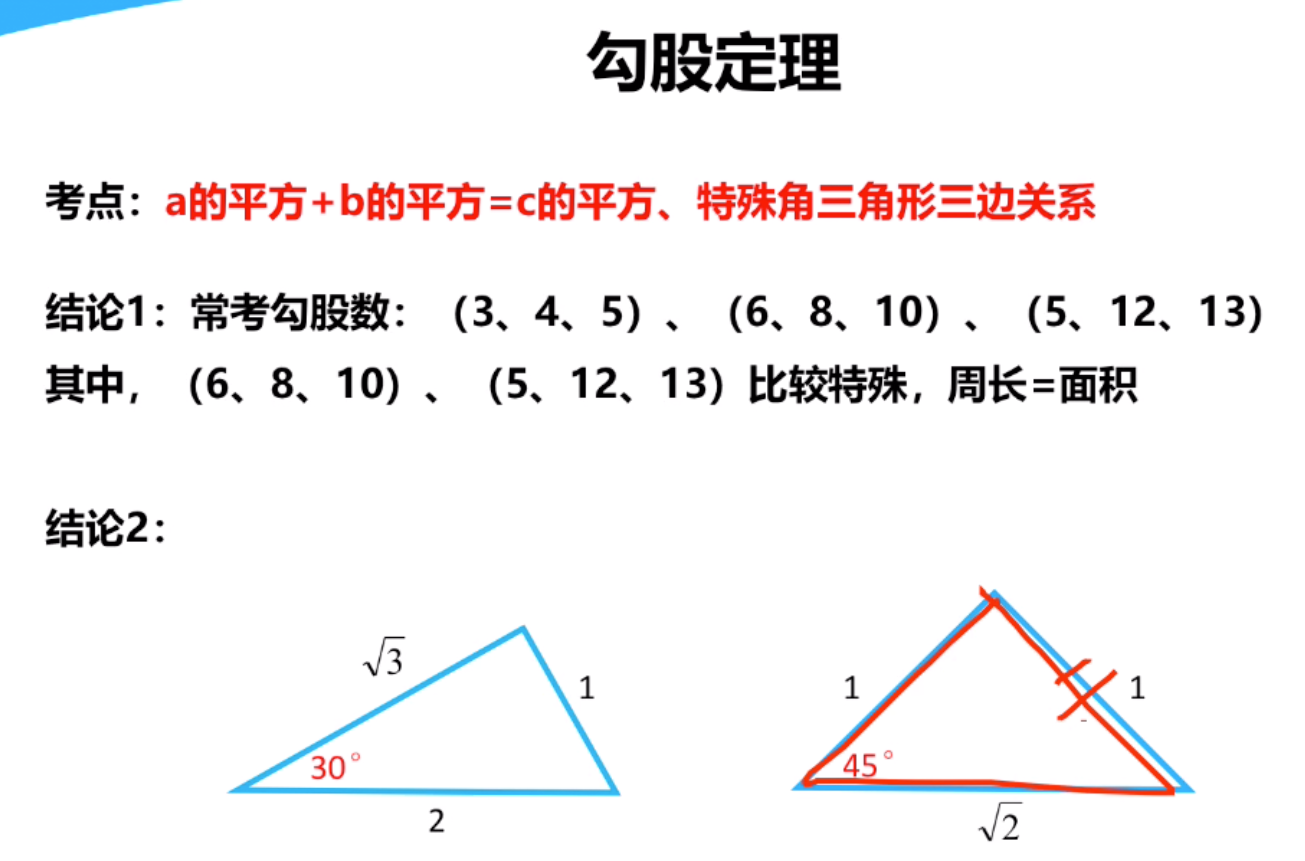 勾股定理
考点：a的平方+b的平方=c的平方、特殊角三角形三边关系
结论1：常考勾股数：（3、4、5）、（6、8、10）、（5、12、13）
其中，（6、8、10）、（5、12、13）比较特殊，周长=面积
结论2：
√3
1
30°
2
1
1
45°
√2